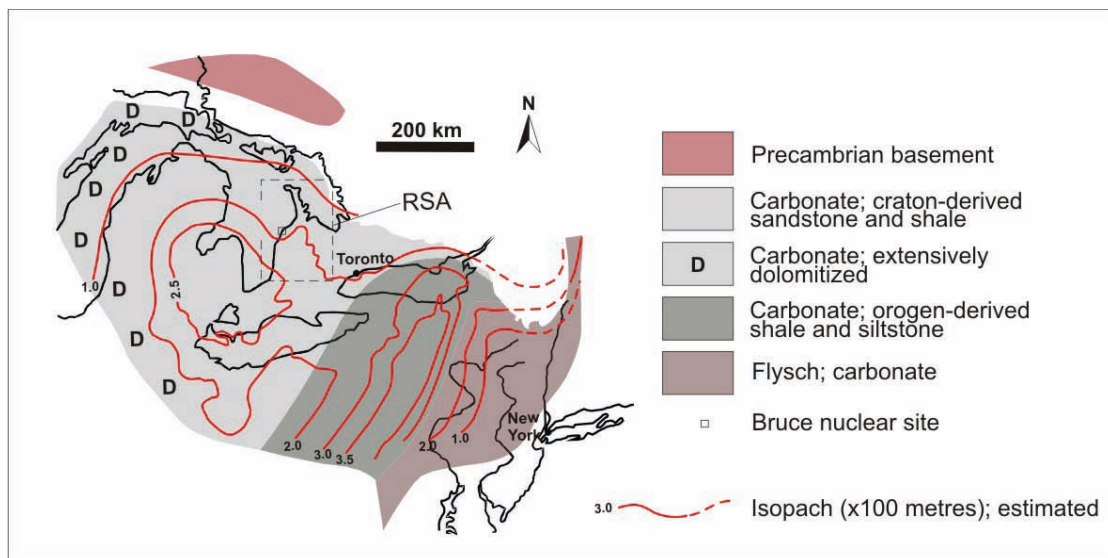 D
D
D
D
D
D
D
D
N
200 km
RSA
Toronto
1.0
2.5
2.0
3.0
3.5
2.0
1.0
New
York
Precambrian basement
Carbonate; craton-derived
sandstone and shale
D
Carbonate; extensively
dolomitized
Carbonate; orogen-derived
shale and siltstone
Flysch; carbonate
Bruce nuclear site
3.0
Isopach (x100 metres); estimated